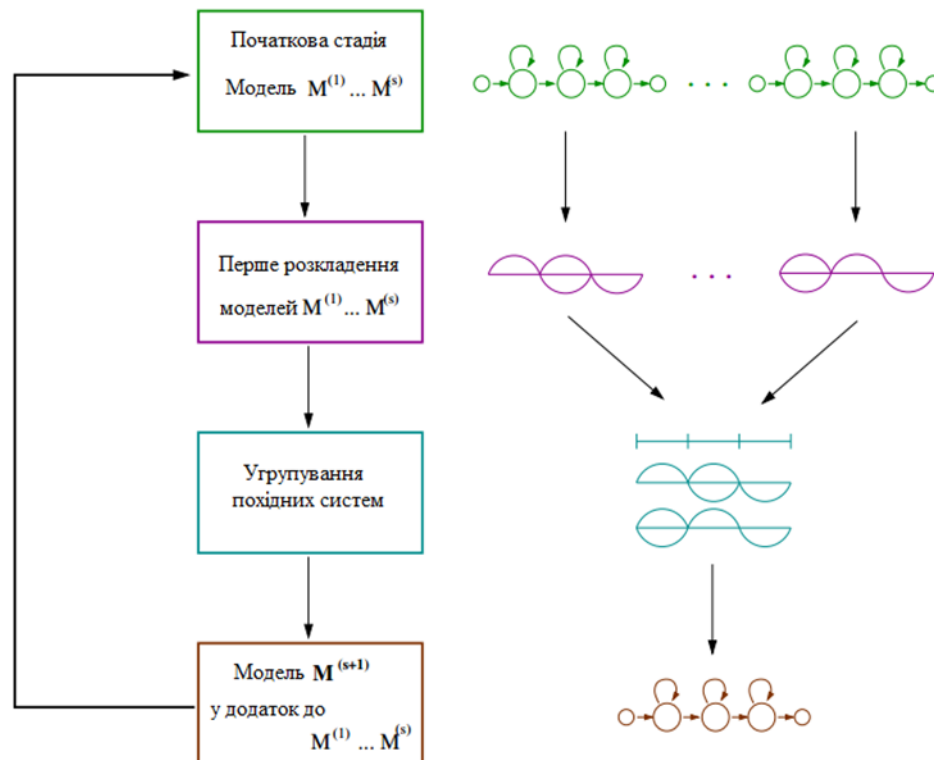 Початкова стадія
Модель M(1) ... M(s)
Перше розкладення
моделей M(1) ... M(s)
Угрупування
похідних систем
Модель M(s+1)
у додаток до
M(1) ... M(s)